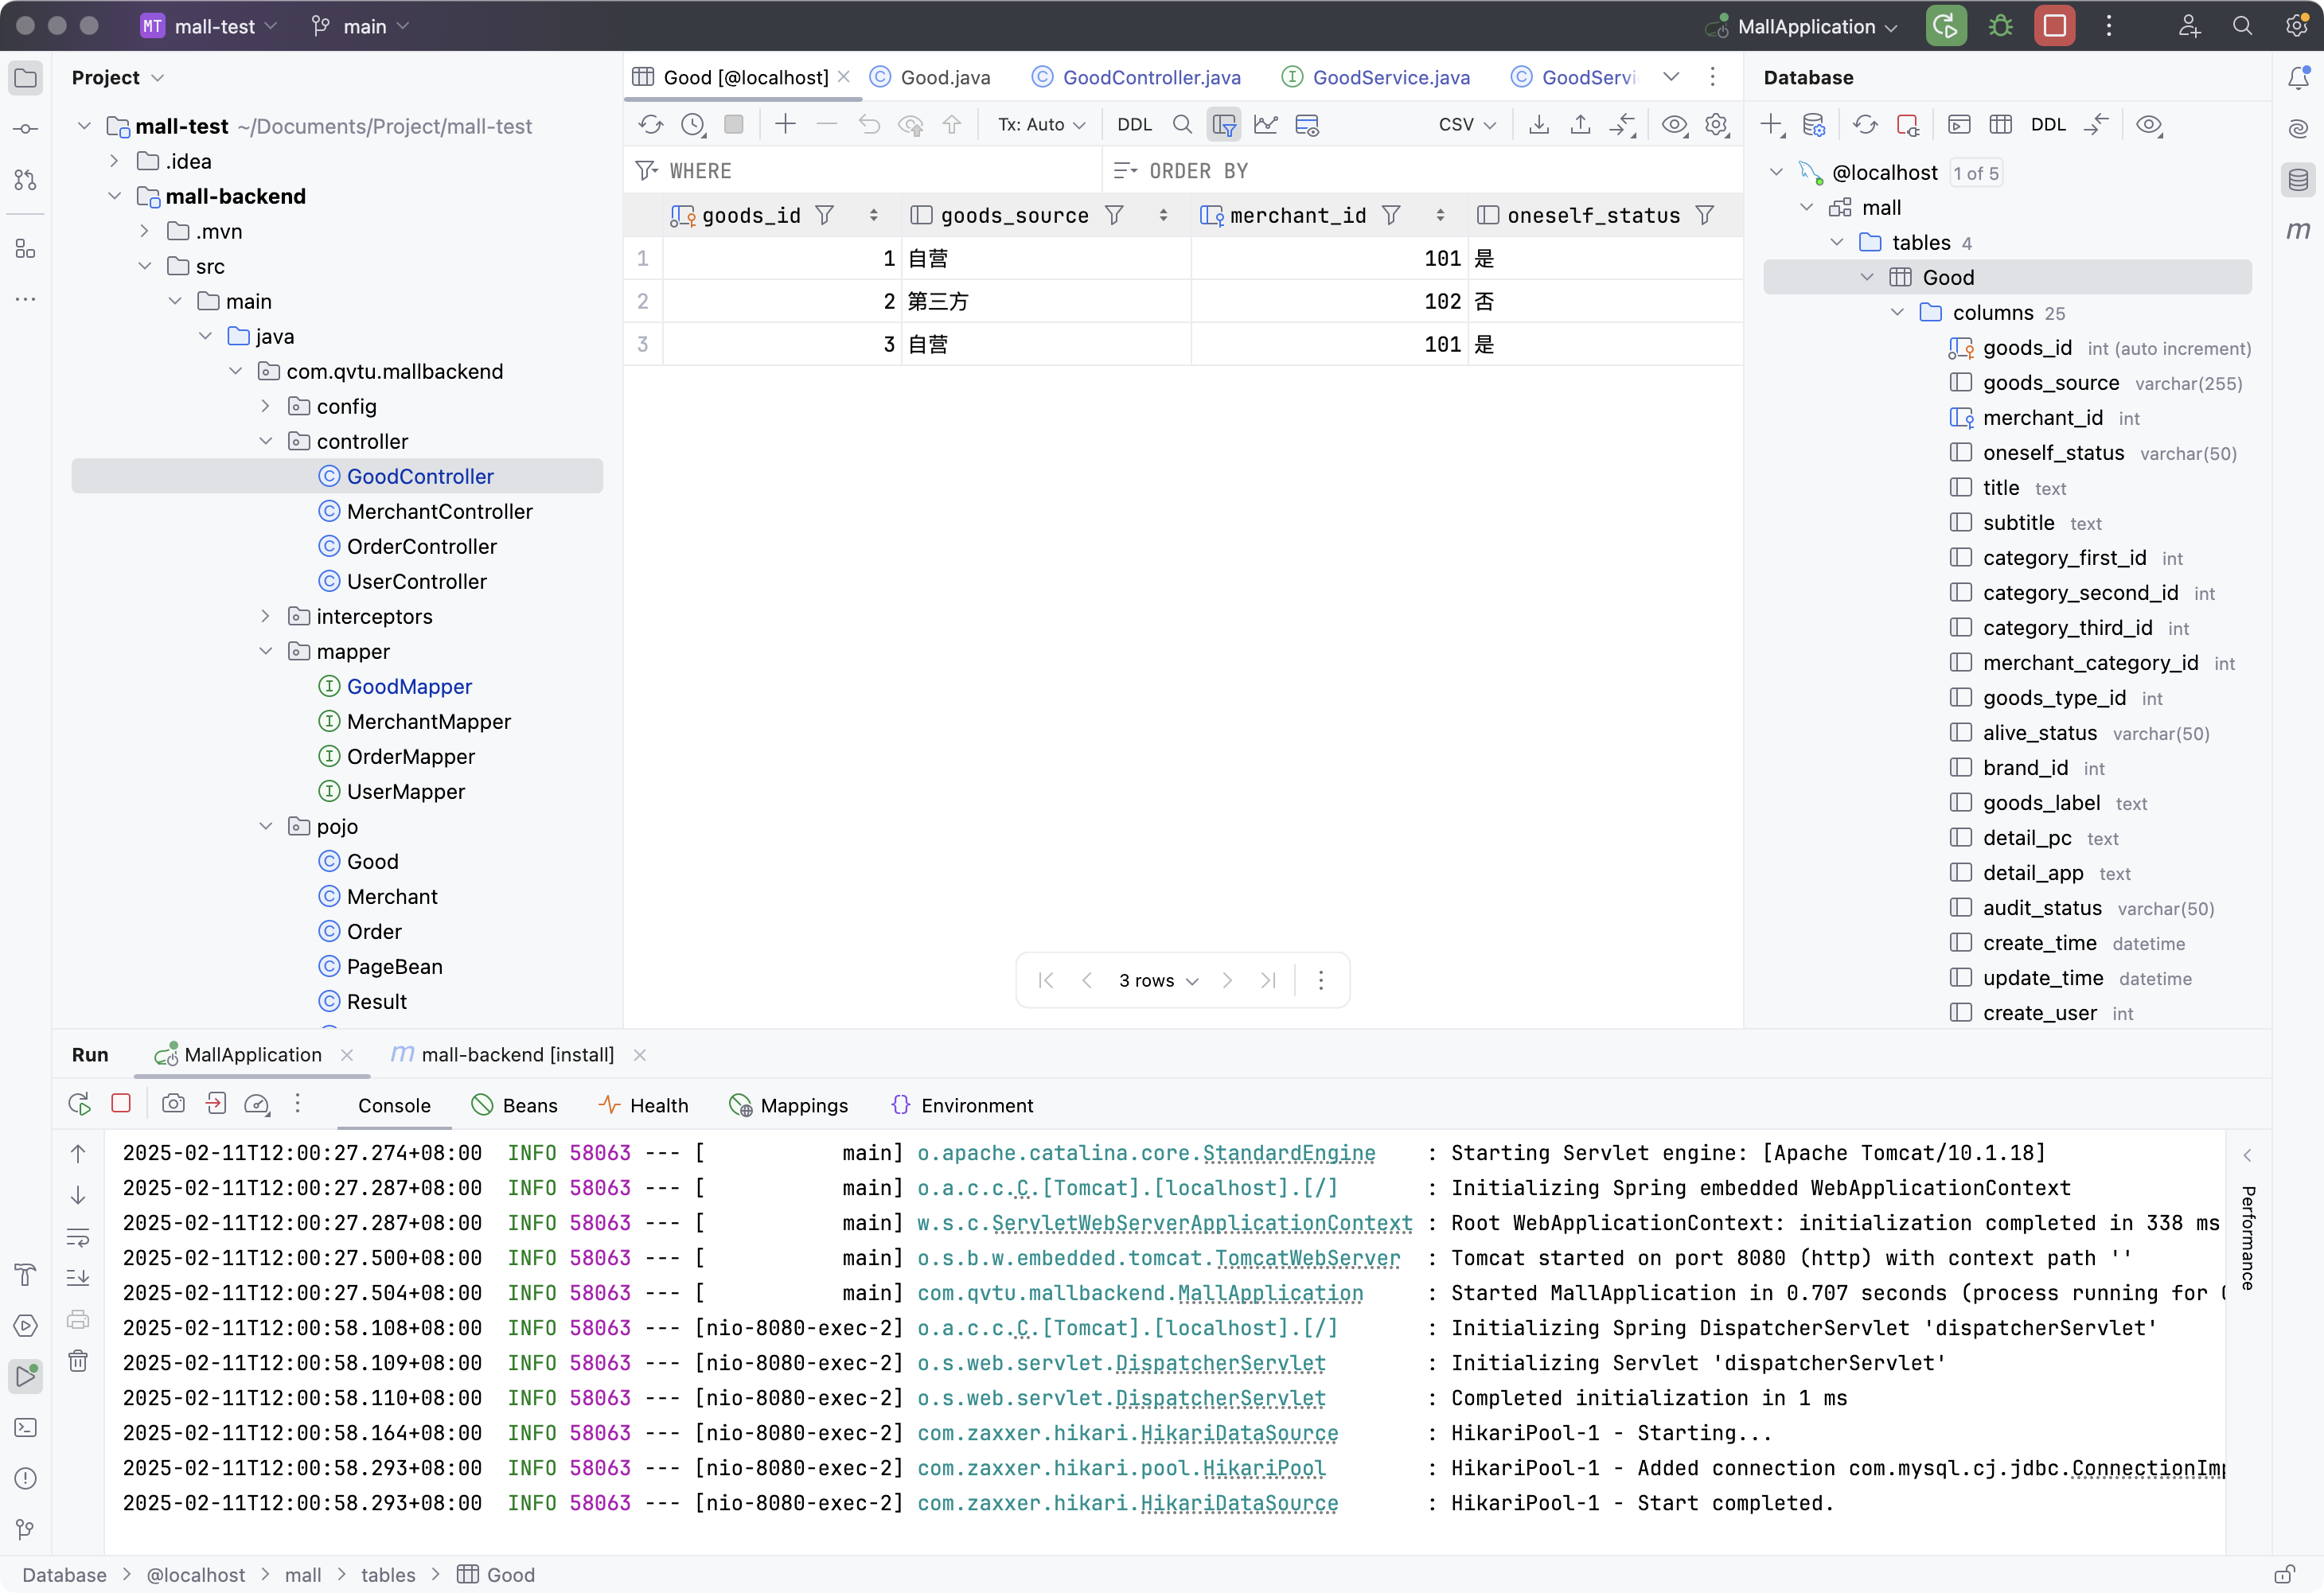 MT mall-test main MallApplication
Project
mall-test ~/Documents/Project/mall-test
.idea
mall-backend
.mvn
src
main
java
com.qvtu.mallbackend
config
controller
GoodController
MerchantController
OrderController
UserController
interceptors
mapper
GoodMapper
MerchantMapper
OrderMapper
UserMapper
pojo
Good
Merchant
Order
PageBean
Result
Good [@localhost] Good.java GoodController.java GoodService.java GoodServi
Tx: Auto DDL CSV
WHERE ORDER BY
goods_id goods_source merchant_id oneself_status
1 1 自营 101 是
2 2 第三方 102 否
3 3 自营 101 是
3 rows
Database
DDL
@localhost 1 of 5
mall
tables 4
Good
columns 25
goods_id int (auto increment)
goods_source varchar(255)
merchant_id int
oneself_status varchar(50)
title text
subtitle text
category_first_id int
category_second_id int
category_third_id int
merchant_category_id int
goods_type_id int
alive_status varchar(50)
brand_id int
goods_label text
detail_pc text
detail_app text
audit_status varchar(50)
create_time datetime
update_time datetime
create_user int
m
Run MallApplication m mall-backend [install]
Console Beans Health Mappings Environment
2025-02-11T12:00:27.274+08:00 INFO 58063 --- [ main] o.apache.catalina.core.StandardEngine : Starting Servlet engine: [Apache Tomcat/10.1.18]
2025-02-11T12:00:27.287+08:00 INFO 58063 --- [ main] o.a.c.c.C.[Tomcat].[localhost].[/] : Initializing Spring embedded WebApplicationContext
2025-02-11T12:00:27.287+08:00 INFO 58063 --- [ main] w.s.c.ServletWebServerApplicationContext : Root WebApplicationContext: initialization completed in 338 ms
2025-02-11T12:00:27.500+08:00 INFO 58063 --- [ main] o.s.b.w.embedded.tomcat.TomcatWebServer : Tomcat started on port 8080 (http) with context path ''
2025-02-11T12:00:27.504+08:00 INFO 58063 --- [ main] com.qvtu.mallbackend.MallApplication : Started MallApplication in 0.707 seconds (process running for
2025-02-11T12:00:58.108+08:00 INFO 58063 --- [nio-8080-exec-2] o.a.c.c.C.[Tomcat].[localhost].[/] : Initializing Spring DispatcherServlet 'dispatcherServlet'
2025-02-11T12:00:58.109+08:00 INFO 58063 --- [nio-8080-exec-2] o.s.web.servlet.DispatcherServlet : Initializing Servlet 'dispatcherServlet'
2025-02-11T12:00:58.110+08:00 INFO 58063 --- [nio-8080-exec-2] o.s.web.servlet.DispatcherServlet : Completed initialization in 1 ms
2025-02-11T12:00:58.164+08:00 INFO 58063 --- [nio-8080-exec-2] com.zaxxer.hikari.HikariDataSource : HikariPool-1 - Starting...
2025-02-11T12:00:58.293+08:00 INFO 58063 --- [nio-8080-exec-2] com.zaxxer.hikari.pool.HikariPool : HikariPool-1 - Added connection com.mysql.cj.jdbc.ConnectionImp
2025-02-11T12:00:58.293+08:00 INFO 58063 --- [nio-8080-exec-2] com.zaxxer.hikari.HikariDataSource : HikariPool-1 - Start completed.
Performance
Database > @localhost > mall > tables > Good